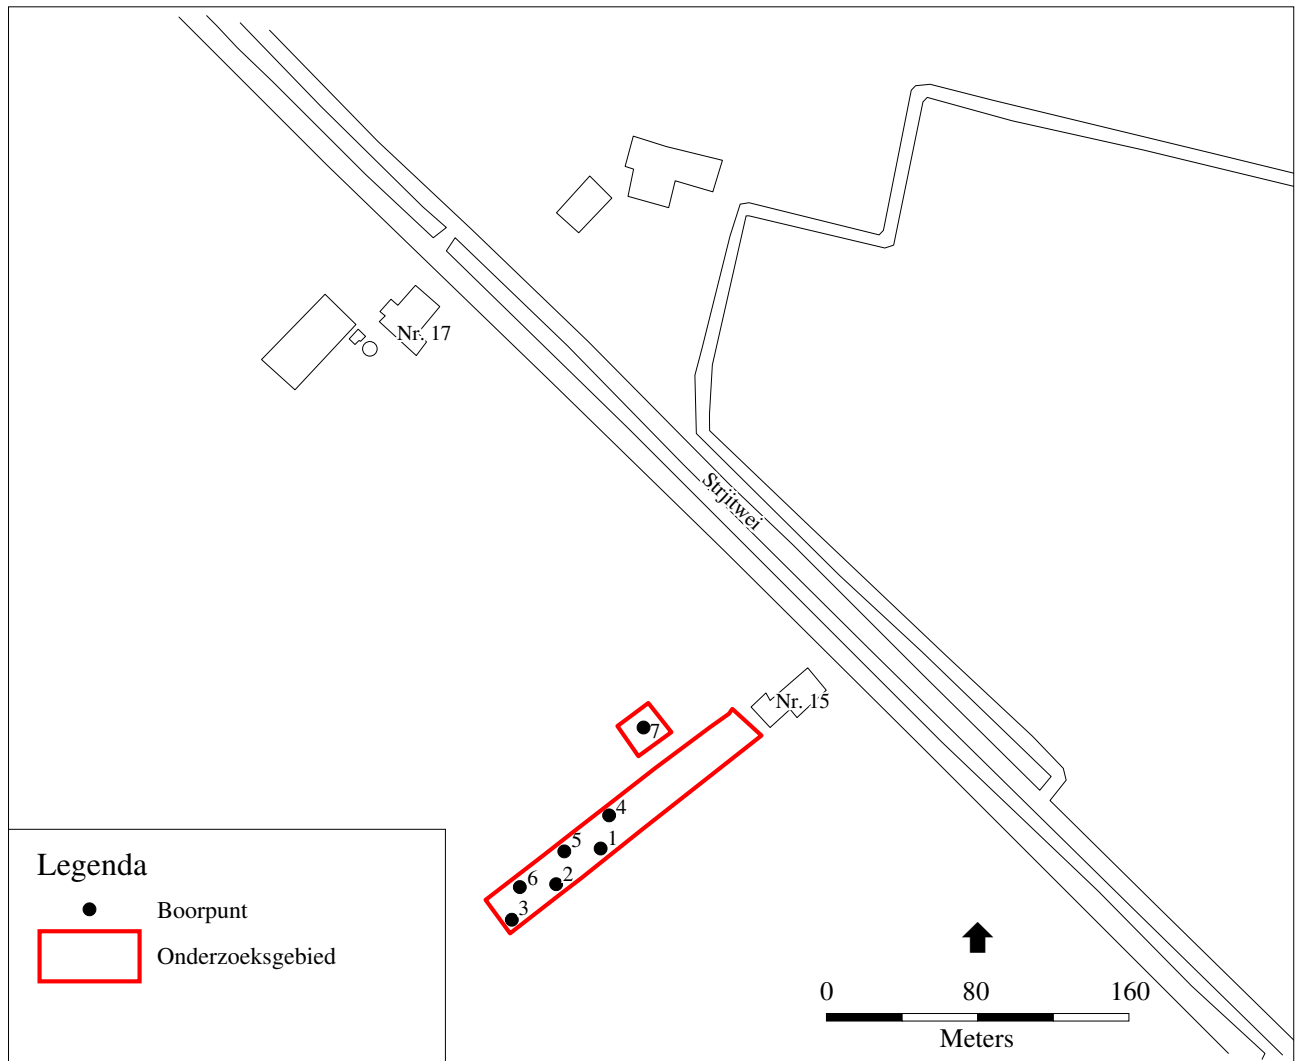 Nr. 17
Strjitwei
Nr. 15
7
4
5
1
6
2
3
Legenda
Boorpunt
Onderzoeksgebied
0 80 160
Meters